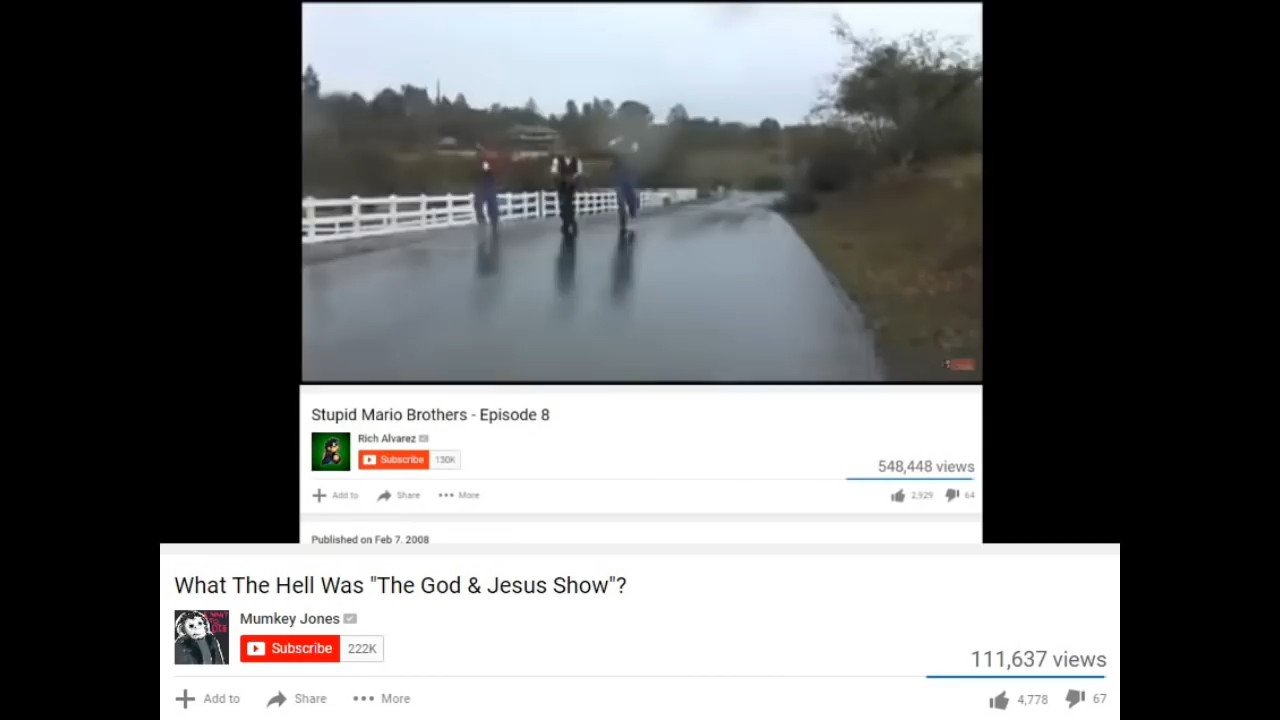 Stupid Mario Brothers - Episode 8
Rich Alvarez
Subscribe 130K
548,448 views
Add to Share More 2,929 64
Published on Feb 7, 2008
What The Hell Was "The God & Jesus Show"?
Mumkey Jones
Subscribe 222K
111,637 views
Add to Share More 4,778 67